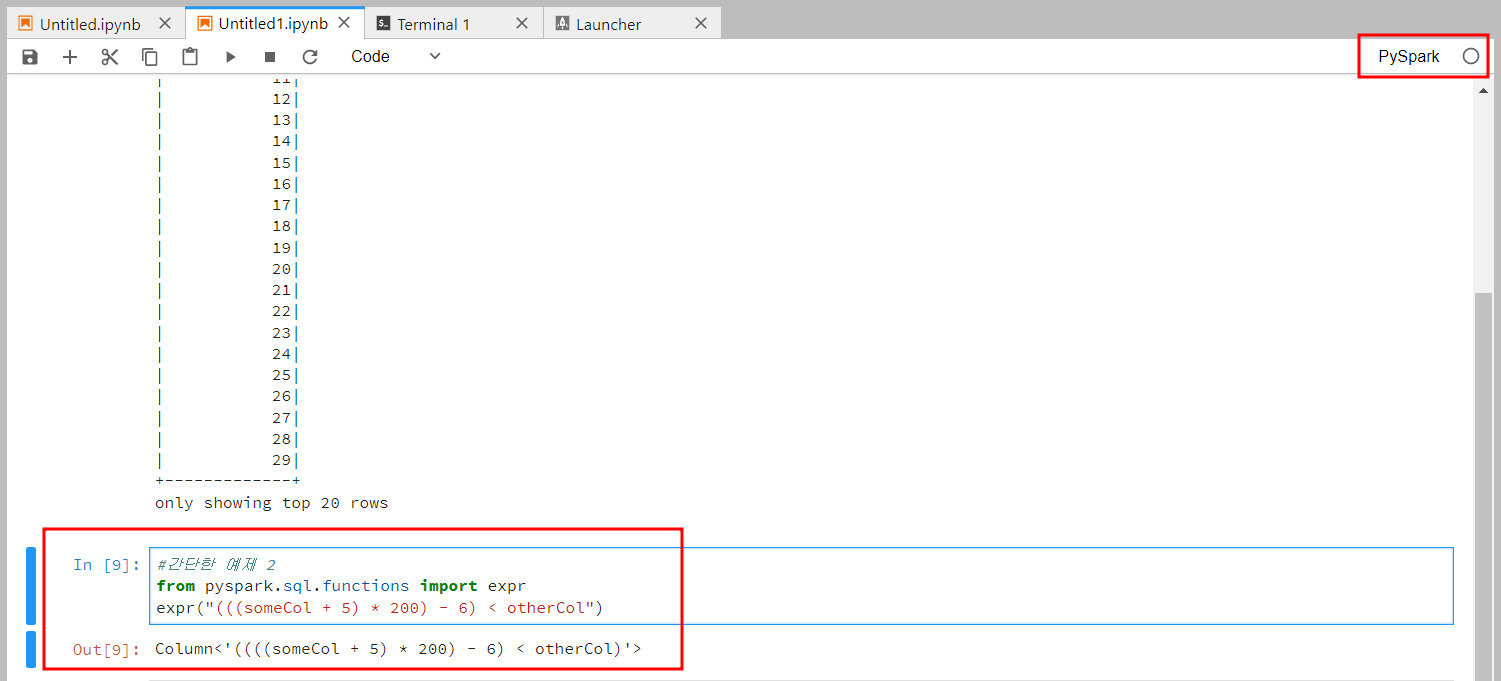 Untitled.ipynb
Untitled1.ipynb
Terminal 1
Launcher
Code
PySpark
| 11|
| 12|
| 13|
| 14|
| 15|
| 16|
| 17|
| 18|
| 19|
| 20|
| 21|
| 22|
| 23|
| 24|
| 25|
| 26|
| 27|
| 28|
| 29|
+-------------+
only showing top 20 rows
In [9]: #간단한 예제 2
from pyspark.sql.functions import expr
expr("(((someCol + 5) * 200) - 6) < otherCol")
Out[9]: Column<'((((someCol + 5) * 200) - 6) < otherCol)'>